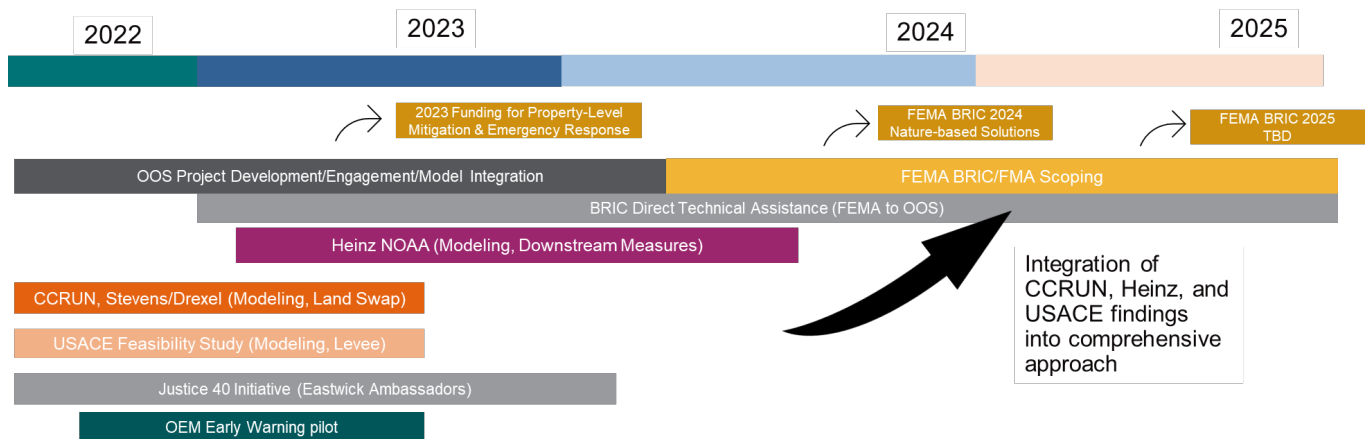 2022
2023
2024
2025
2023 Funding for Property-Level
Mitigation & Emergency Response
FEMA BRIC 2024
Nature-based Solutions
FEMA BRIC 2025
TBD
OOS Project Development/Engagement/Model Integration
FEMA BRIC/FMA Scoping
BRIC Direct Technical Assistance (FEMA to OOS)
Heinz NOAA (Modeling, Downstream Measures)
Integration of
CCRUN, Heinz, and
USACE findings
into comprehensive
approach
CCRUN, Stevens/Drexel (Modeling, Land Swap)
USACE Feasibility Study (Modeling, Levee)
Justice 40 Initiative (Eastwick Ambassadors)
OEM Early Warning pilot